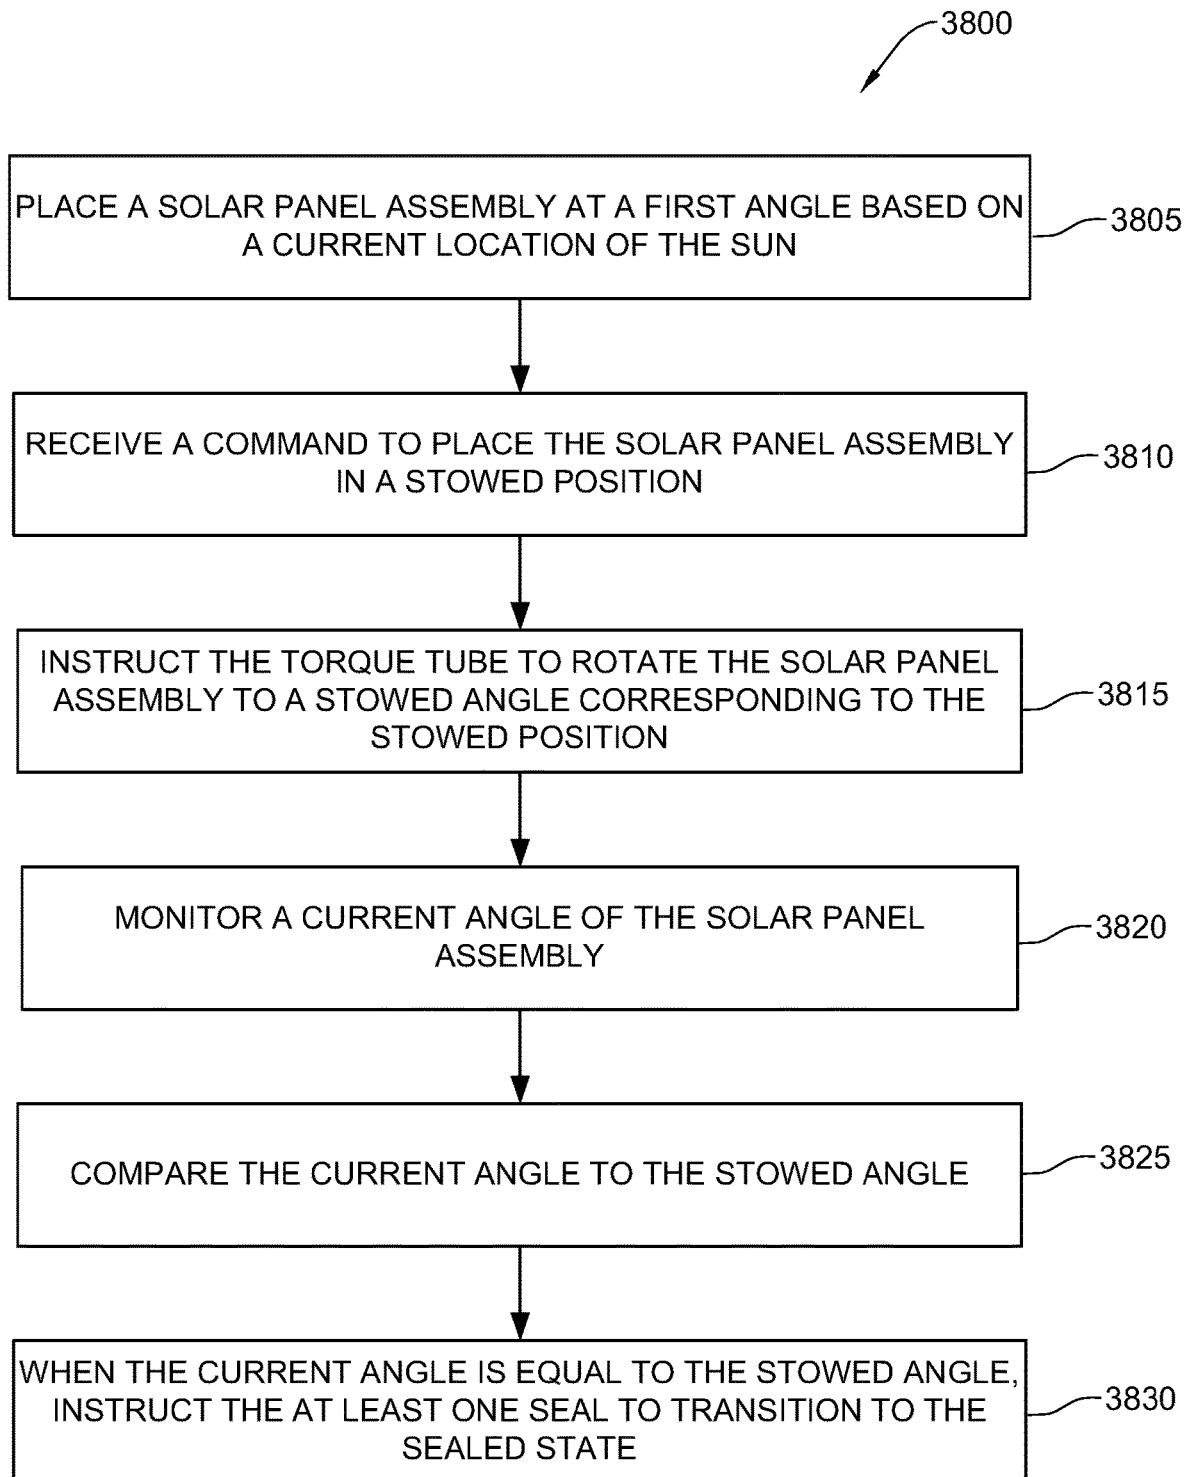 3800
PLACE A SOLAR PANEL ASSEMBLY AT A FIRST ANGLE BASED ON
A CURRENT LOCATION OF THE SUN
3805
RECEIVE A COMMAND TO PLACE THE SOLAR PANEL ASSEMBLY
IN A STOWED POSITION
3810
INSTRUCT THE TORQUE TUBE TO ROTATE THE SOLAR PANEL
ASSEMBLY TO A STOWED ANGLE CORRESPONDING TO THE
STOWED POSITION
3815
MONITOR A CURRENT ANGLE OF THE SOLAR PANEL
ASSEMBLY
3820
COMPARE THE CURRENT ANGLE TO THE STOWED ANGLE
3825
WHEN THE CURRENT ANGLE IS EQUAL TO THE STOWED ANGLE,
INSTRUCT THE AT LEAST ONE SEAL TO TRANSITION TO THE
SEALED STATE
3830